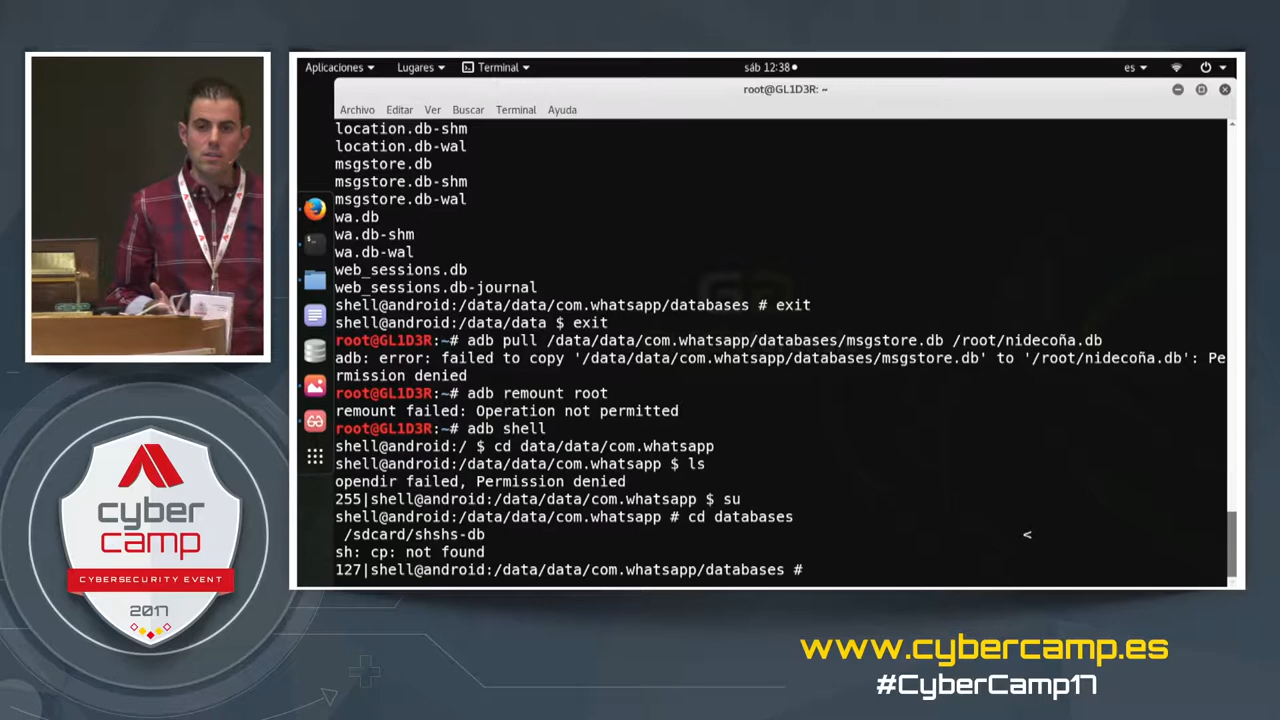 Aplicaciones Lugares Terminal sáb 12:38 es
root@GL1D3R: ~
Archivo Editar Ver Buscar Terminal Ayuda
location.db-shm
location.db-wal
msgstore.db
msgstore.db-shm
msgstore.db-wal
wa.db
wa.db-shm
wa.db-wal
web_sessions.db
web_sessions.db-journal
shell@android:/data/data/com.whatsapp/databases # exit
shell@android:/data/data $ exit
root@GL1D3R:~# adb pull /data/data/com.whatsapp/databases/msgstore.db /root/nidecoña.db
adb: error: failed to copy '/data/data/com.whatsapp/databases/msgstore.db' to '/root/nidecoña.db': Pe
rmission denied
root@GL1D3R:~# adb remount root
remount failed: Operation not permitted
root@GL1D3R:~# adb shell
shell@android:/ $ cd data/data/com.whatsapp
shell@android:/data/data/com.whatsapp $ ls
opendir failed, Permission denied
255|shell@android:/data/data/com.whatsapp $ su
shell@android:/data/data/com.whatsapp # cd databases
/sdcard/shshs-db <
sh: cp: not found
127|shell@android:/data/data/com.whatsapp/databases #
cyber
camp
CYBERSECURITY EVENT
2017
www.cybercamp.es
#CyberCamp17